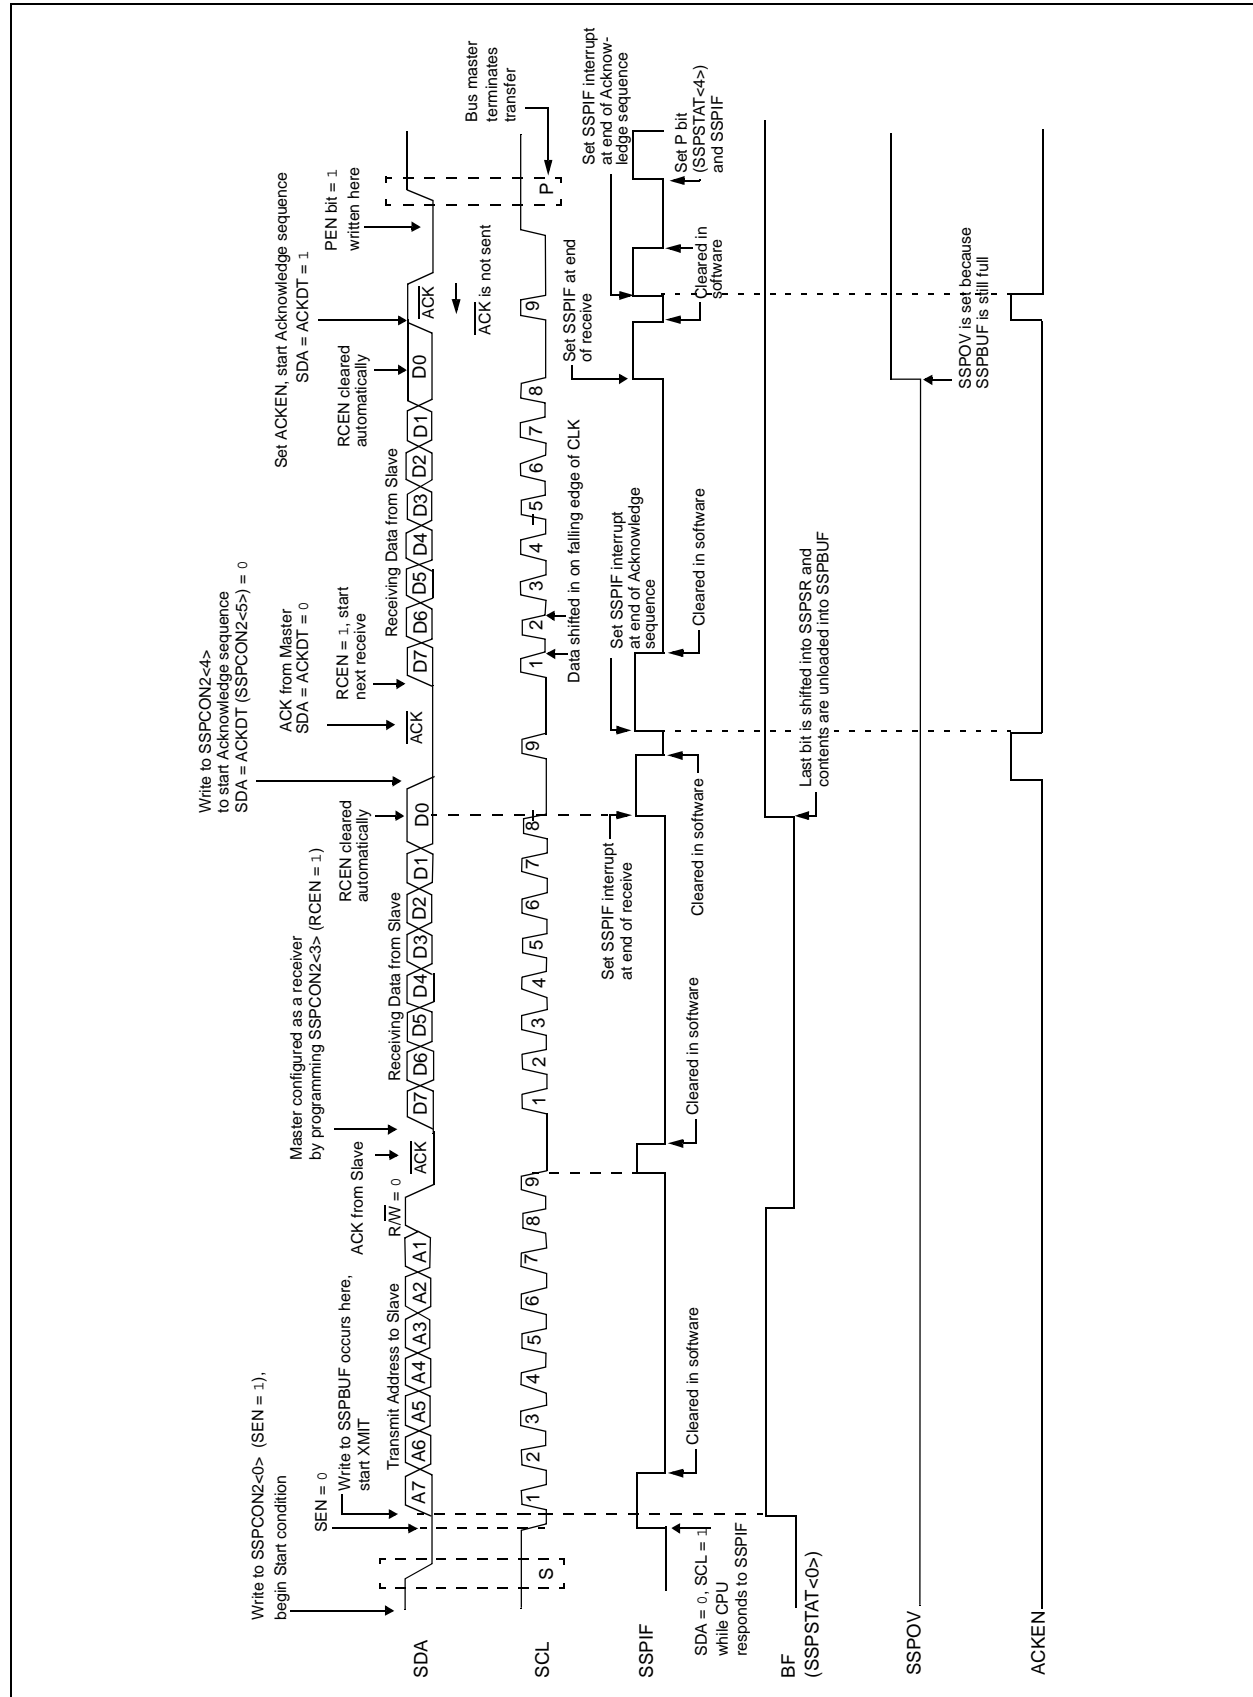 Write to SSPCON2<0> (SEN = 1),
begin Start condition
SEN = 0
Write to SSPBUF occurs here,
start XMIT
Transmit Address to Slave
R/W̅ = 0
ACK from Slave
Master configured as a receiver
by programming SSPCON2<3> (RCEN = 1)
Receiving Data from Slave
RCEN cleared
automatically
Write to SSPCON2<4>
to start Acknowledge sequence
SDA = ACKDT (SSPCON2<5>) = 0
ACK from Master
SDA = ACKDT = 0
RCEN = 1, start
next receive
Receiving Data from Slave
RCEN cleared
automatically
Set ACKEN, start Acknowledge sequence
SDA = ACKDT = 1
PEN bit = 1
written here
SDA
A7 A6 A5 A4 A3 A2 A1 A̅C̅K̅ D7 D6 D5 D4 D3 D2 D1 D0 A̅C̅K̅ D7 D6 D5 D4 D3 D2 D1 D0 A̅C̅K̅
A̅C̅K̅ is not sent
Bus master
terminates
transfer
SCL
S 1 2 3 4 5 6 7 8 9 1 2 3 4 5 6 7 8 9 1 2 3 4 5 6 7 8 9 P
Data shifted in on falling edge of CLK
Set SSPIF interrupt
at end of receive
Set SSPIF interrupt
at end of Acknowledge
sequence
Set SSPIF at end
of receive
Set SSPIF interrupt
at end of Acknow-
ledge sequence
SSPIF
SDA = 0, SCL = 1
while CPU
responds to SSPIF
Cleared in software
Cleared in software
Cleared in software
Cleared in software
Cleared in
software
Set P bit
(SSPSTAT<4>)
and SSPIF
BF
(SSPSTAT<0>)
Last bit is shifted into SSPSR and
contents are unloaded into SSPBUF
SSPOV
SSPOV is set because
SSPBUF is still full
ACKEN